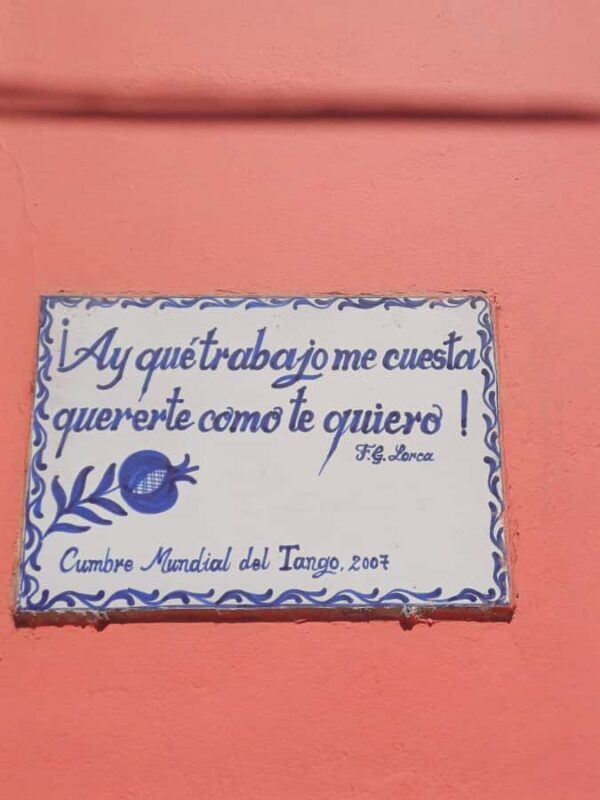 ¡Ay qué trabajo me cuesta
quererte como te quiero!
F.G. Lorca
Cumbre Mundial del Tango, 2007